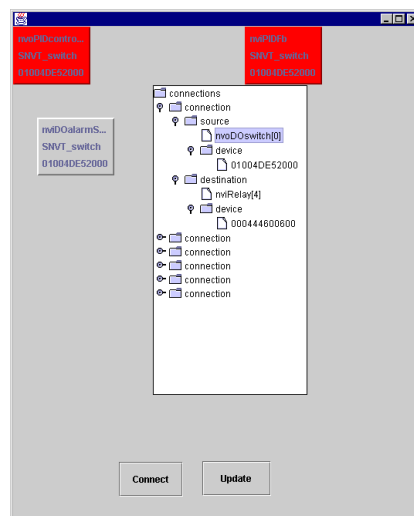 nvoPIDcontro...
SNVT_switch
01004DE52000
nviPIDFb
SNVT_switch
01004DE52000
nviDOalarmS...
SNVT_switch
01004DE52000
connections
connection
source
nvoDOswitch[0]
device
01004DE52000
destination
nviRelay[4]
device
000444600600
connection
connection
connection
connection
connection
Connect
Update